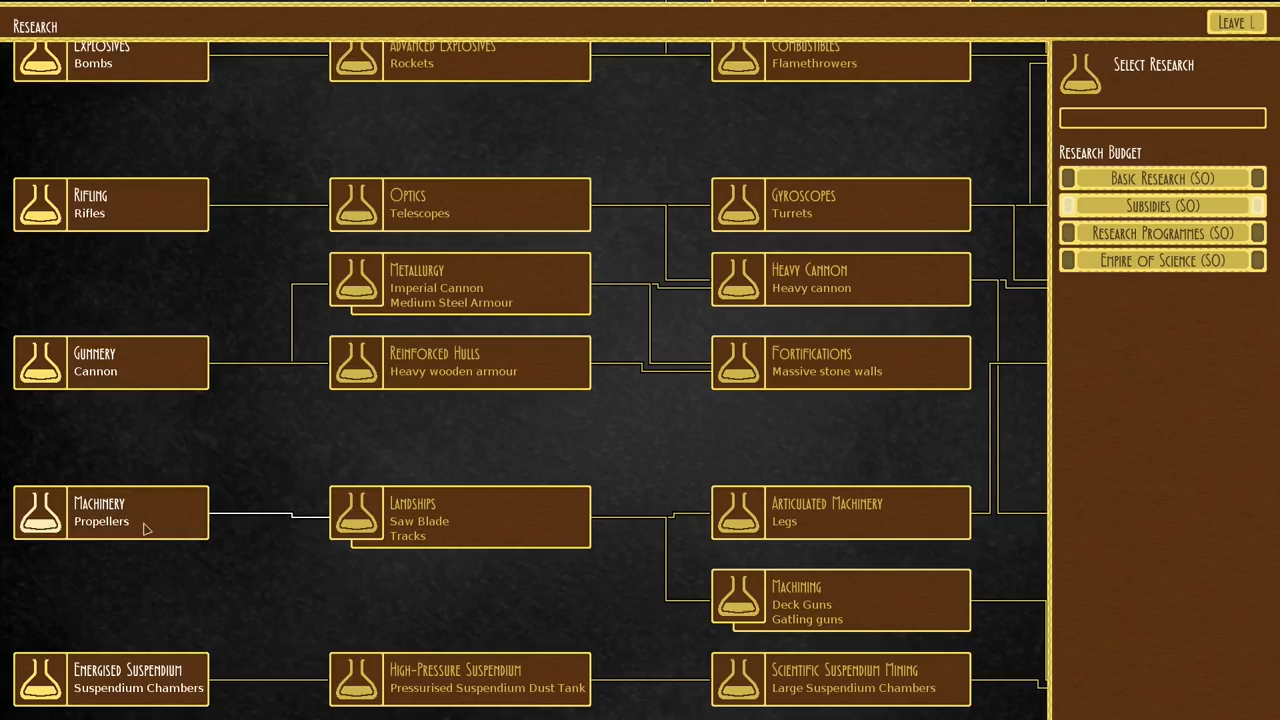 Research
Leave L
Explosives
Bombs
Advanced Explosives
Rockets
Combustibles
Flamethrowers
Select Research
Research Budget
Basic Research ($0)
Subsidies ($0)
Research Programmes ($0)
Empire of Science ($0)
Rifling
Rifles
Optics
Telescopes
Gyroscopes
Turrets
Metallurgy
Imperial Cannon
Medium Steel Armour
Heavy Cannon
Heavy cannon
Gunnery
Cannon
Reinforced Hulls
Heavy wooden armour
Fortifications
Massive stone walls
Machinery
Propellers
Landships
Saw Blade
Tracks
Articulated Machinery
Legs
Machining
Deck Guns
Gatling guns
Energised Suspendium
Suspendium Chambers
High-Pressure Suspendium
Pressurised Suspendium Dust Tank
Scientific Suspendium Mining
Large Suspendium Chambers